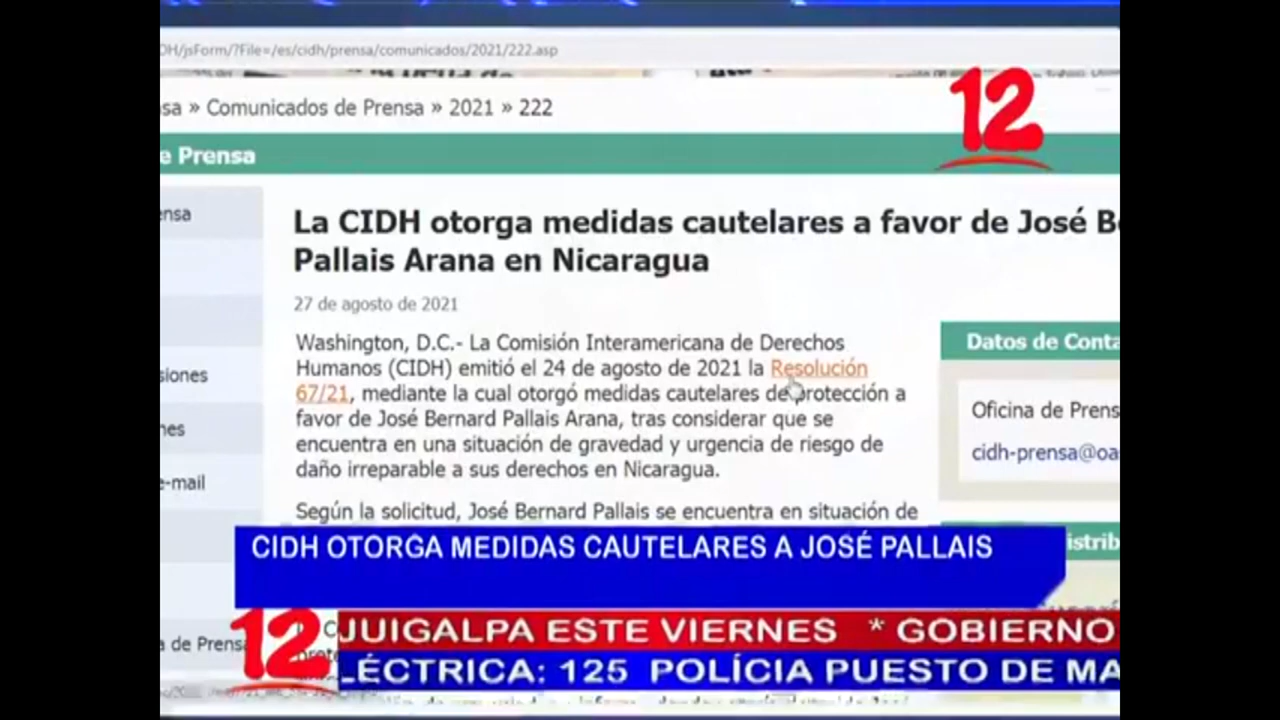 DH/jsForm/?File=/es/cidh/prensa/comunicados/2021/222.asp
sa » Comunicados de Prensa » 2021 » 222
12
e Prensa
ensa
La CIDH otorga medidas cautelares a favor de José Be
Pallais Arana en Nicaragua
27 de agosto de 2021
Washington, D.C.- La Comisión Interamericana de Derechos
Humanos (CIDH) emitió el 24 de agosto de 2021 la Resolución
67/21, mediante la cual otorgó medidas cautelares de protección a
favor de José Bernard Pallais Arana, tras considerar que se
encuentra en una situación de gravedad y urgencia de riesgo de
daño irreparable a sus derechos en Nicaragua.
Según la solicitud, José Bernard Pallais se encuentra en situación de
Datos de Conta
Oficina de Prens
cidh-prensa@oa
siones
nes
e-mail
istrib
CIDH OTORGA MEDIDAS CAUTELARES A JOSÉ PALLAIS
a de Prensa
12
JUIGALPA ESTE VIERNES * GOBIERNO
LÉCTRICA: 125 POLÍCIA PUESTO DE MA